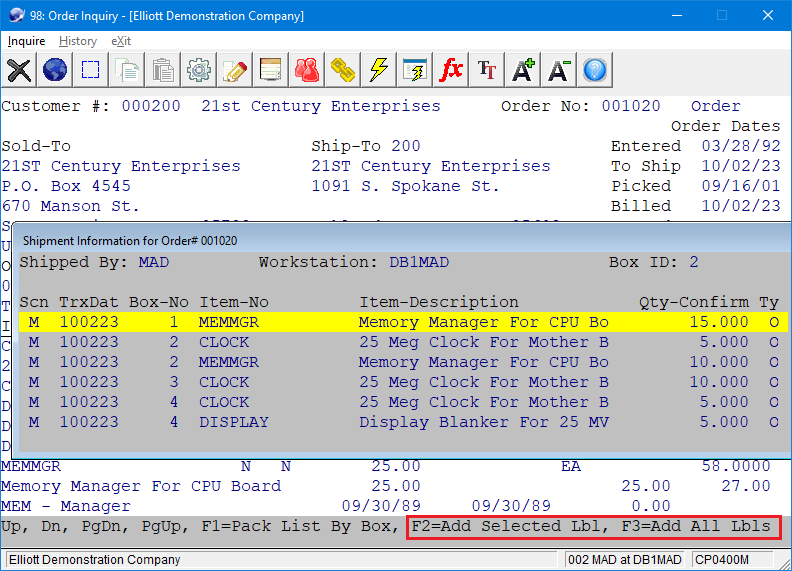 98: Order Inquiry - [Elliott Demonstration Company]
Inquire History eXit
fx TT A+ A- ?
Customer #: 000200 21st Century Enterprises Order No: 001020 Order
Order Dates
Sold-To Ship-To 200 Entered 03/28/92
21ST Century Enterprises 21ST Century Enterprises To Ship 10/02/23
P.O. Box 4545 1091 S. Spokane St. Picked 09/16/01
670 Manson St. Billed 10/02/23
Shipment Information for Order# 001020
Shipped By: MAD Workstation: DB1MAD Box ID: 2
Scn TrxDat Box-No Item-No Item-Description Qty-Confirm Ty
M 100223 1 MEMMGR Memory Manager For CPU Bo 15.000 O
M 100223 2 CLOCK 25 Meg Clock For Mother B 5.000 O
M 100223 2 MEMMGR Memory Manager For CPU Bo 10.000 O
M 100223 3 CLOCK 25 Meg Clock For Mother B 10.000 O
M 100223 4 CLOCK 25 Meg Clock For Mother B 5.000 O
M 100223 4 DISPLAY Display Blanker For 25 MV 5.000 O
MEMMGR N N 25.00 EA 58.0000
Memory Manager For CPU Board 25.00 25.00 27.00
MEM - Manager 09/30/89 09/30/89 0.00
Up, Dn, PgDn, PgUp, F1=Pack List By Box, F2=Add Selected Lbl, F3=Add All Lbls
Elliott Demonstration Company 002 MAD at DB1MAD CP0400M